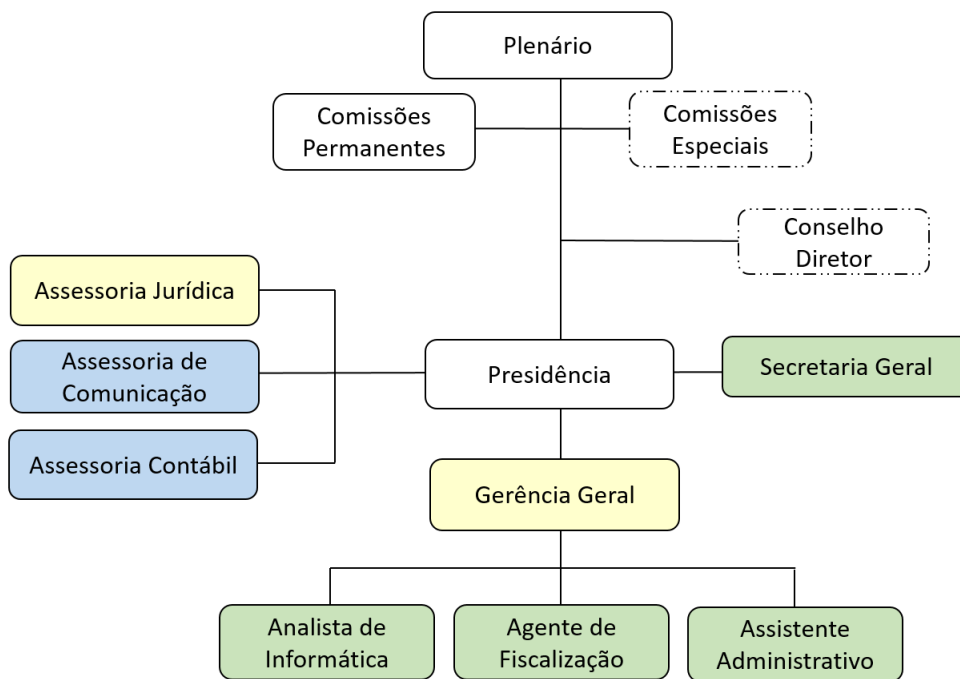 Plenário
Comissões
Permanentes
Comissões
Especiais
Conselho
Diretor
Assessoria Jurídica
Assessoria de
Comunicação
Assessoria Contábil
Presidência
Secretaria Geral
Gerência Geral
Analista de
Informática
Agente de
Fiscalização
Assistente
Administrativo